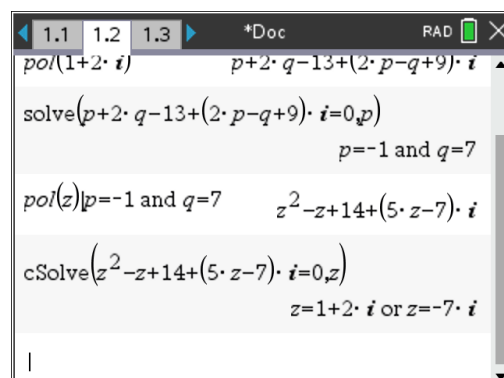 1.1 1.2 1.3 *Doc RAD
pol(1+2·i) p+2·q−13+(2·p−q+9)·i
solve(p+2·q−13+(2·p−q+9)·i=0,p)
p=−1 and q=7
pol(z)|p=−1 and q=7 z²−z+14+(5·z−7)·i
cSolve(z²−z+14+(5·z−7)·i=0,z)
z=1+2·i or z=−7·i